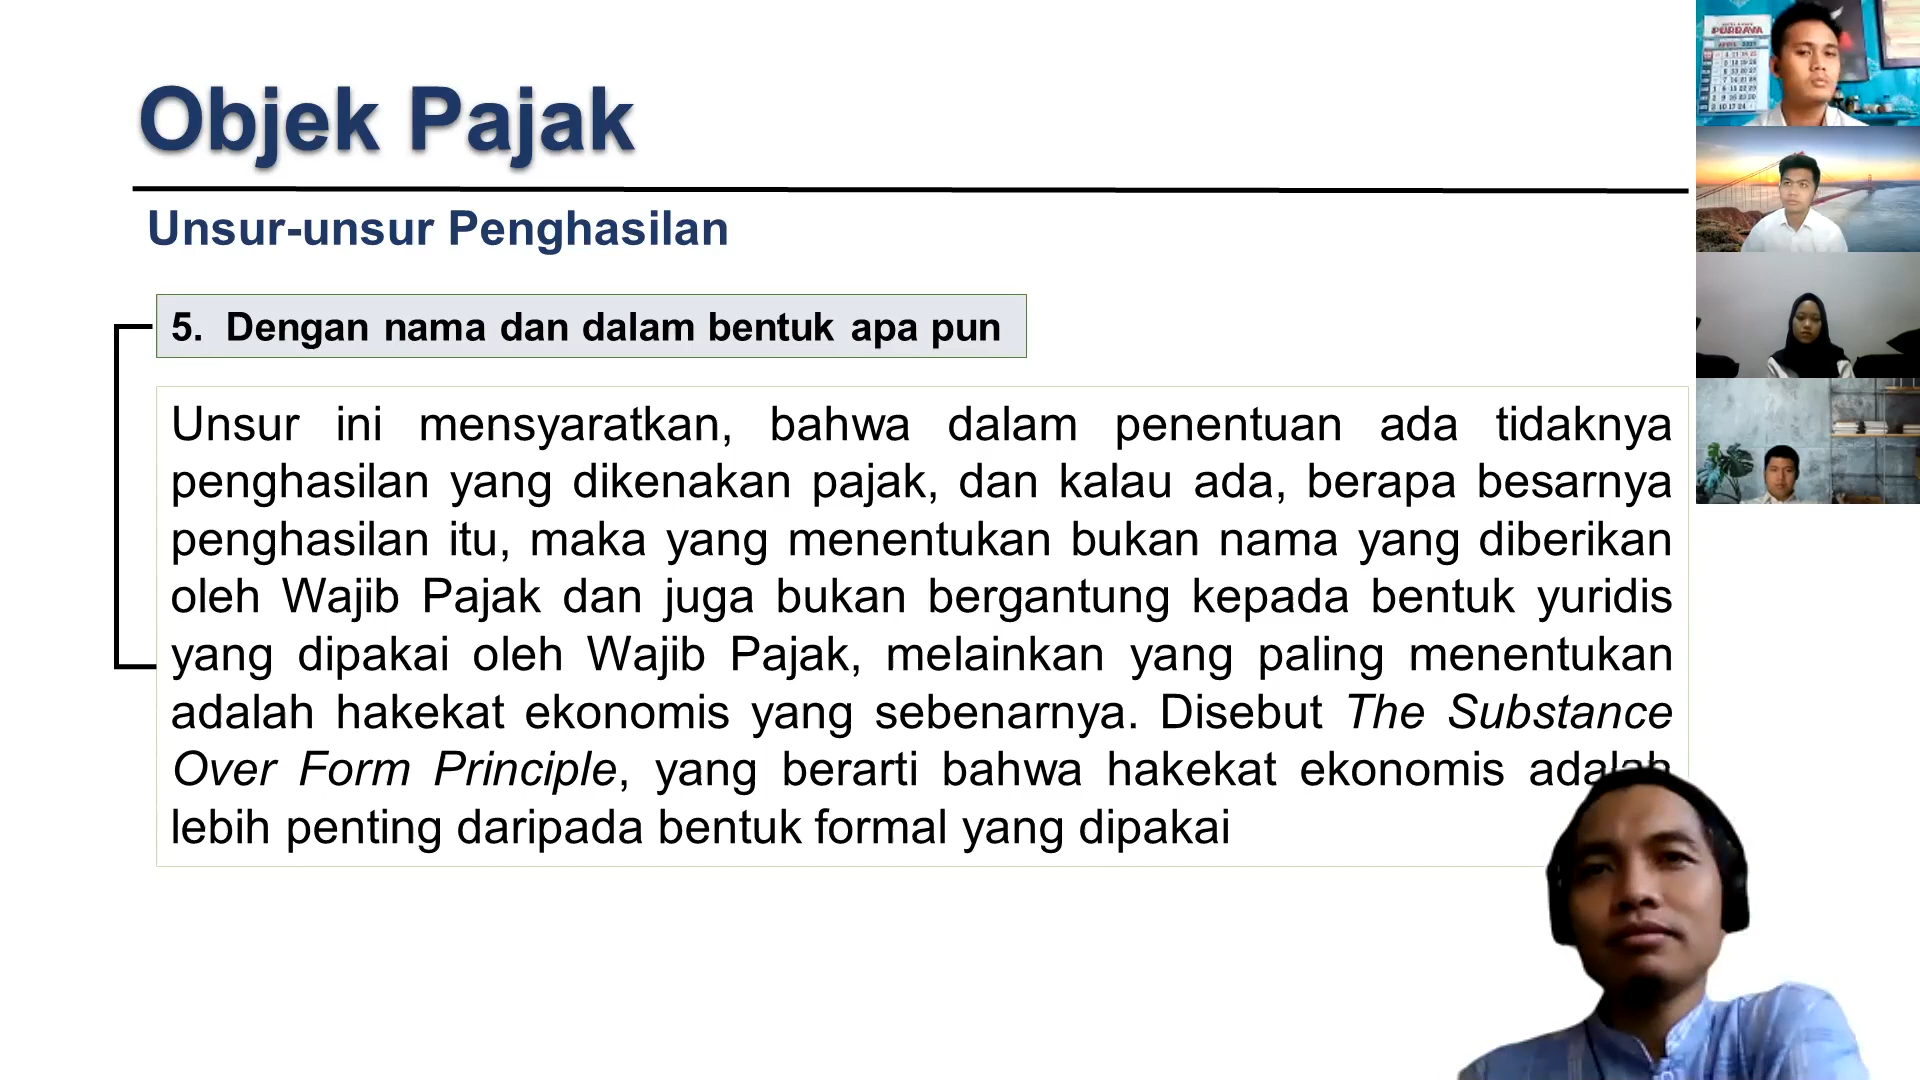 Objek Pajak
Unsur-unsur Penghasilan
5. Dengan nama dan dalam bentuk apa pun
Unsur ini mensyaratkan, bahwa dalam penentuan ada tidaknya
penghasilan yang dikenakan pajak, dan kalau ada, berapa besarnya
penghasilan itu, maka yang menentukan bukan nama yang diberikan
oleh Wajib Pajak dan juga bukan bergantung kepada bentuk yuridis
yang dipakai oleh Wajib Pajak, melainkan yang paling menentukan
adalah hakekat ekonomis yang sebenarnya. Disebut The Substance
Over Form Principle, yang berarti bahwa hakekat ekonomis adalah
lebih penting daripada bentuk formal yang dipakai
PURBAYA